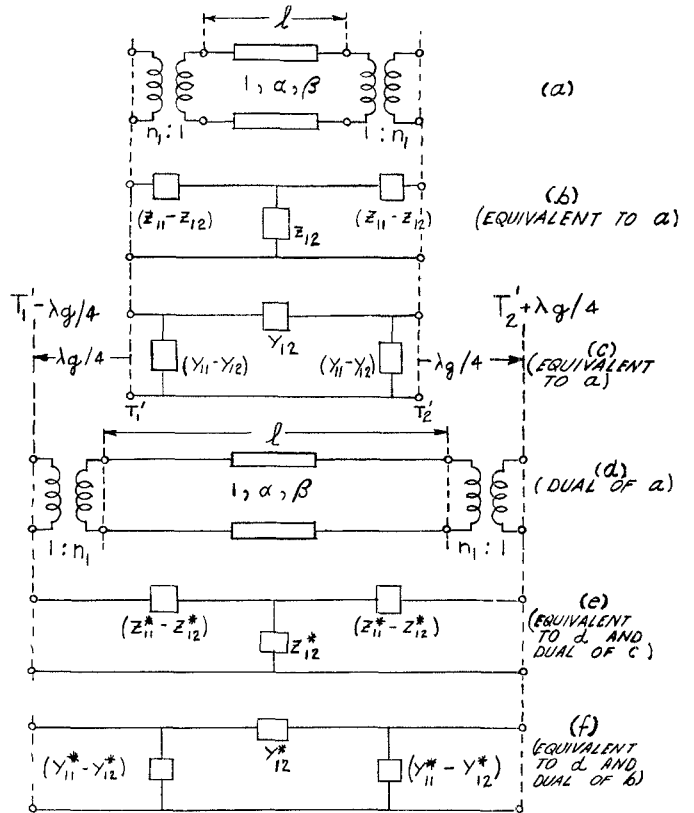 l
1, α, β
n₁:1
1:n₁
(a)
(Z₁₁-Z₁₂)
Z₁₂
(Z₁₁-Z₁₂)
(b)
(EQUIVALENT TO a)
T₁'-λg/4
T₂'+λg/4
λg/4
(Y₁₁-Y₁₂)
Y₁₂
(Y₁₁-Y₁₂)
λg/4
(c)
(EQUIVALENT
TO a)
T₁'
T₂'
l
1, α, β
1:n₁
n₁:1
(d)
(DUAL OF a)
(Z₁₁*-Z₁₂*)
Z₁₂*
(Z₁₁*-Z₁₂*)
(e)
(EQUIVALENT
TO d AND
DUAL OF c)
(Y₁₁*-Y₁₂*)
Y₁₂*
(Y₁₁*-Y₁₂*)
(f)
(EQUIVALENT
TO d AND
DUAL OF b)